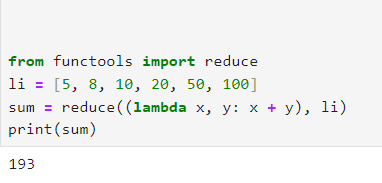 from functools import reduce
li = [5, 8, 10, 20, 50, 100]
sum = reduce((lambda x, y: x + y), li)
print(sum)
193